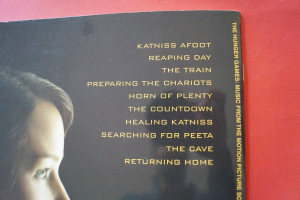 KATNISS AFOOT
REAPING DAY
THE TRAIN
PREPARING THE CHARIOTS
HORN OF PLENTY
THE COUNTDOWN
HEALING KATNISS
SEARCHING FOR PEETA
THE CAVE
RETURNING HOME
THE HUNGER GAMES: MUSIC FROM THE MOTION PICTURE SC